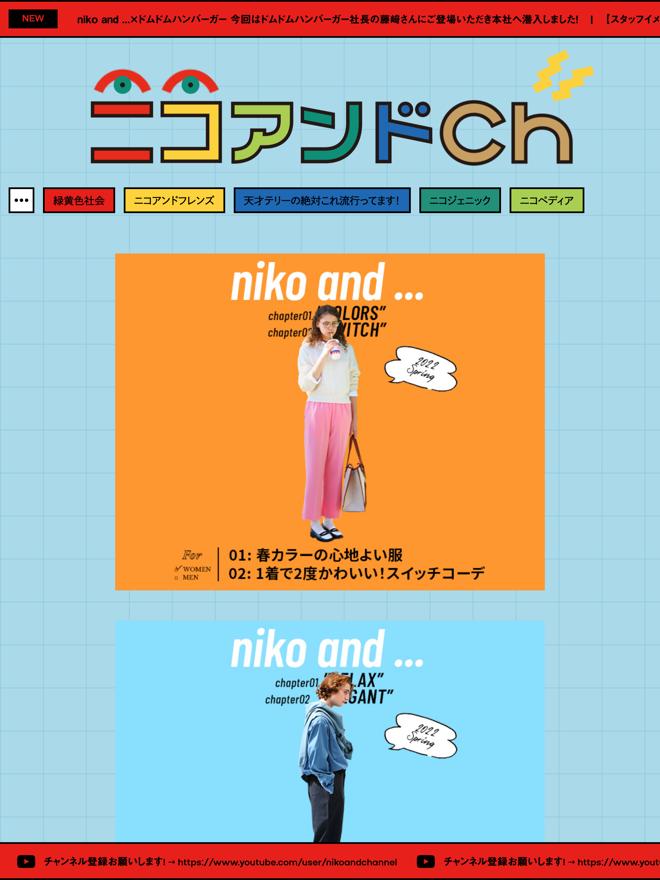 NEW niko and ...×ドムドムハンバーガー 今回はドムドムハンバーガー社長の藤﨑さんにご登場いただき本社へ潜入しました! | 【スタッフイメ
ニコアンドCh
••• 緑黄色社会 ニコアンドフレンズ 天才テリーの絶対これ流行ってます! ニコジェニック ニコペディア
niko and ...
chapter01
chapter02
2022
Spring
For
WOMEN
MEN
01: 春カラーの心地よい服
02: 1着で2度かわいい!スイッチコーデ
niko and ...
chapter01
chapter02
2022
Spring
チャンネル登録お願いします! → https://www.youtube.com/user/nikoandchannel チャンネル登録お願いします! → https://www.yout